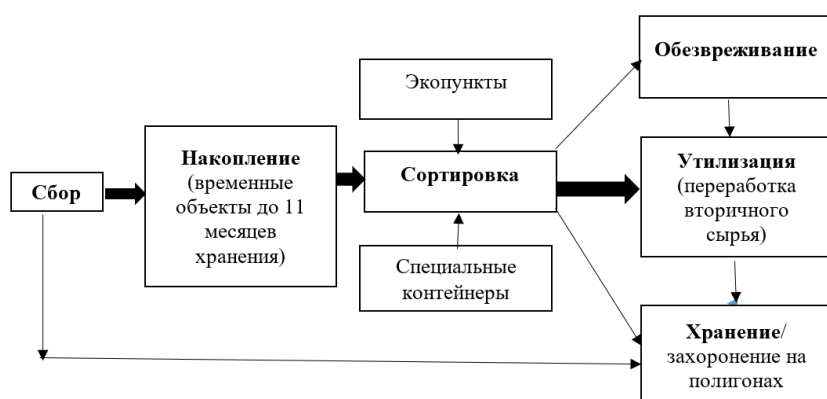 Обезвреживание
Экопункты
Сбор
Накопление
(временные
объекты до 11
месяцев
хранения)
Сортировка
Утилизация
(переработка
вторичного
сырья)
Специальные
контейнеры
Хранение/
захоронение на
полигонах